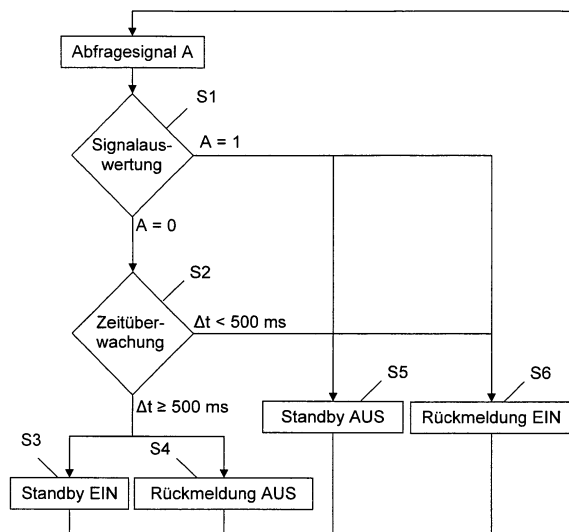 Abfragesignal A
S1
Signalaus-
wertung
A = 1
A = 0
S2
Zeitüber-
wachung
Δt < 500 ms
S5
S6
Δt ≥ 500 ms
Standby AUS
Rückmeldung EIN
S3
S4
Standby EIN
Rückmeldung AUS